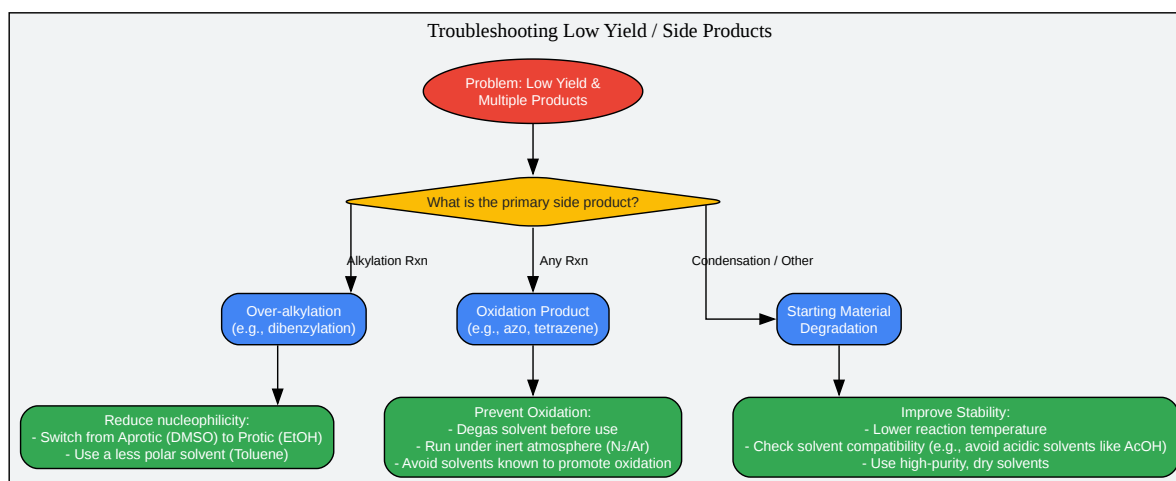 Troubleshooting Low Yield / Side Products
Problem: Low Yield &
Multiple Products
What is the primary side product?
Alkylation Rxn
Any Rxn
Condensation / Other
Over-alkylation
(e.g., dibenzylation)
Oxidation Product
(e.g., azo, tetrazene)
Starting Material
Degradation
Reduce nucleophilicity:
- Switch from Aprotic (DMSO) to Protic (EtOH)
- Use a less polar solvent (Toluene)
Prevent Oxidation:
- Degas solvent before use
- Run under inert atmosphere (N₂/Ar)
- Avoid solvents known to promote oxidation
Improve Stability:
- Lower reaction temperature
- Check solvent compatibility (e.g., avoid acidic solvents like AcOH)
- Use high-purity, dry solvents